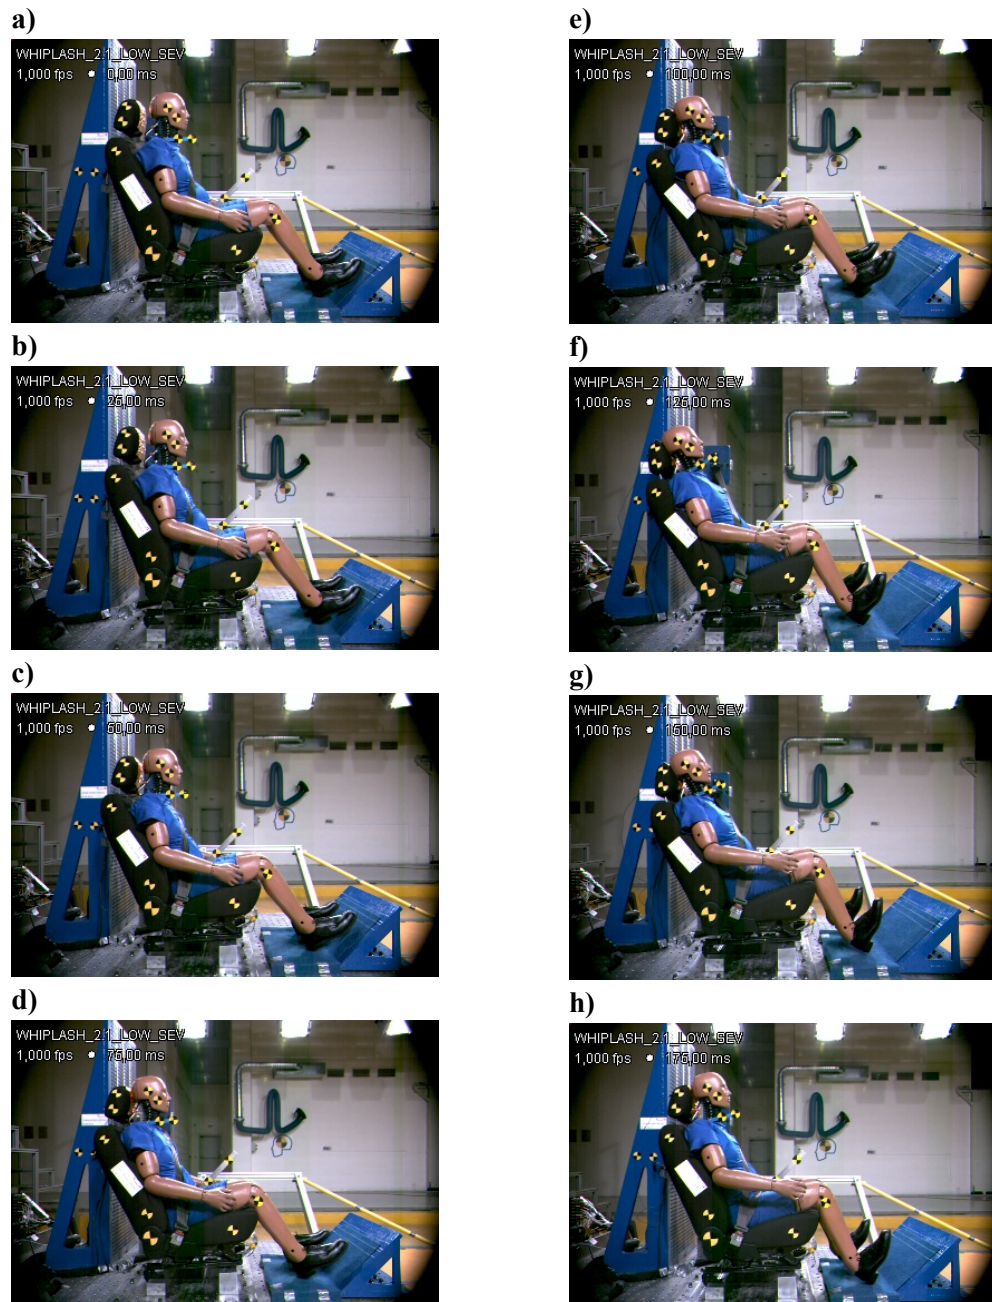 a)
WHIPLASH_2.1_LOW_SEV
1,000 fps 0,00 ms
b)
WHIPLASH_2.1_LOW_SEV
1,000 fps 25,00 ms
c)
WHIPLASH_2.1_LOW_SEV
1,000 fps 50,00 ms
d)
WHIPLASH_2.1_LOW_SEV
1,000 fps 75,00 ms
e)
WHIPLASH_2.1_LOW_SEV
1,000 fps 100,00 ms
f)
WHIPLASH_2.1_LOW_SEV
1,000 fps 125,00 ms
g)
WHIPLASH_2.1_LOW_SEV
1,000 fps 150,00 ms
h)
WHIPLASH_2.1_LOW_SEV
1,000 fps 175,00 ms